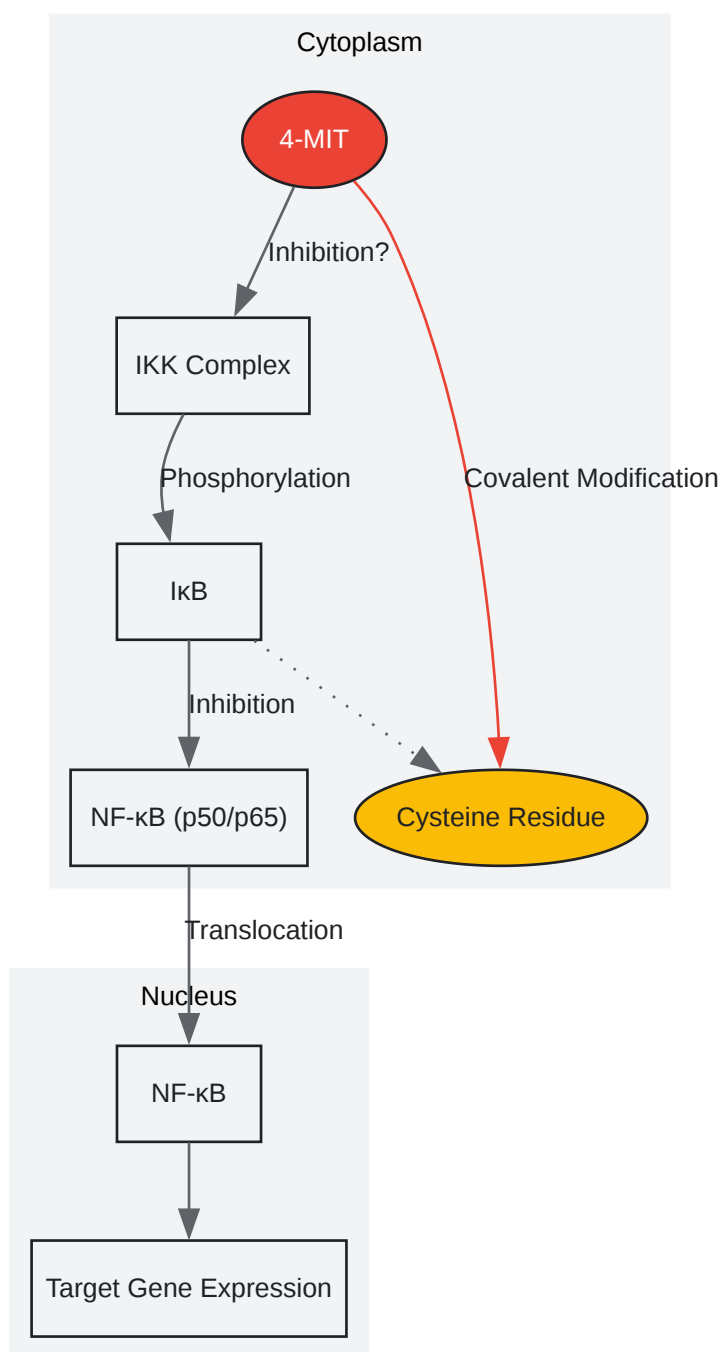 Cytoplasm
4-MIT
Inhibition?
IKK Complex
Phosphorylation
Covalent Modification
IκB
Inhibition
NF-κB (p50/p65)
Cysteine Residue
Translocation
Nucleus
NF-κB
Target Gene Expression